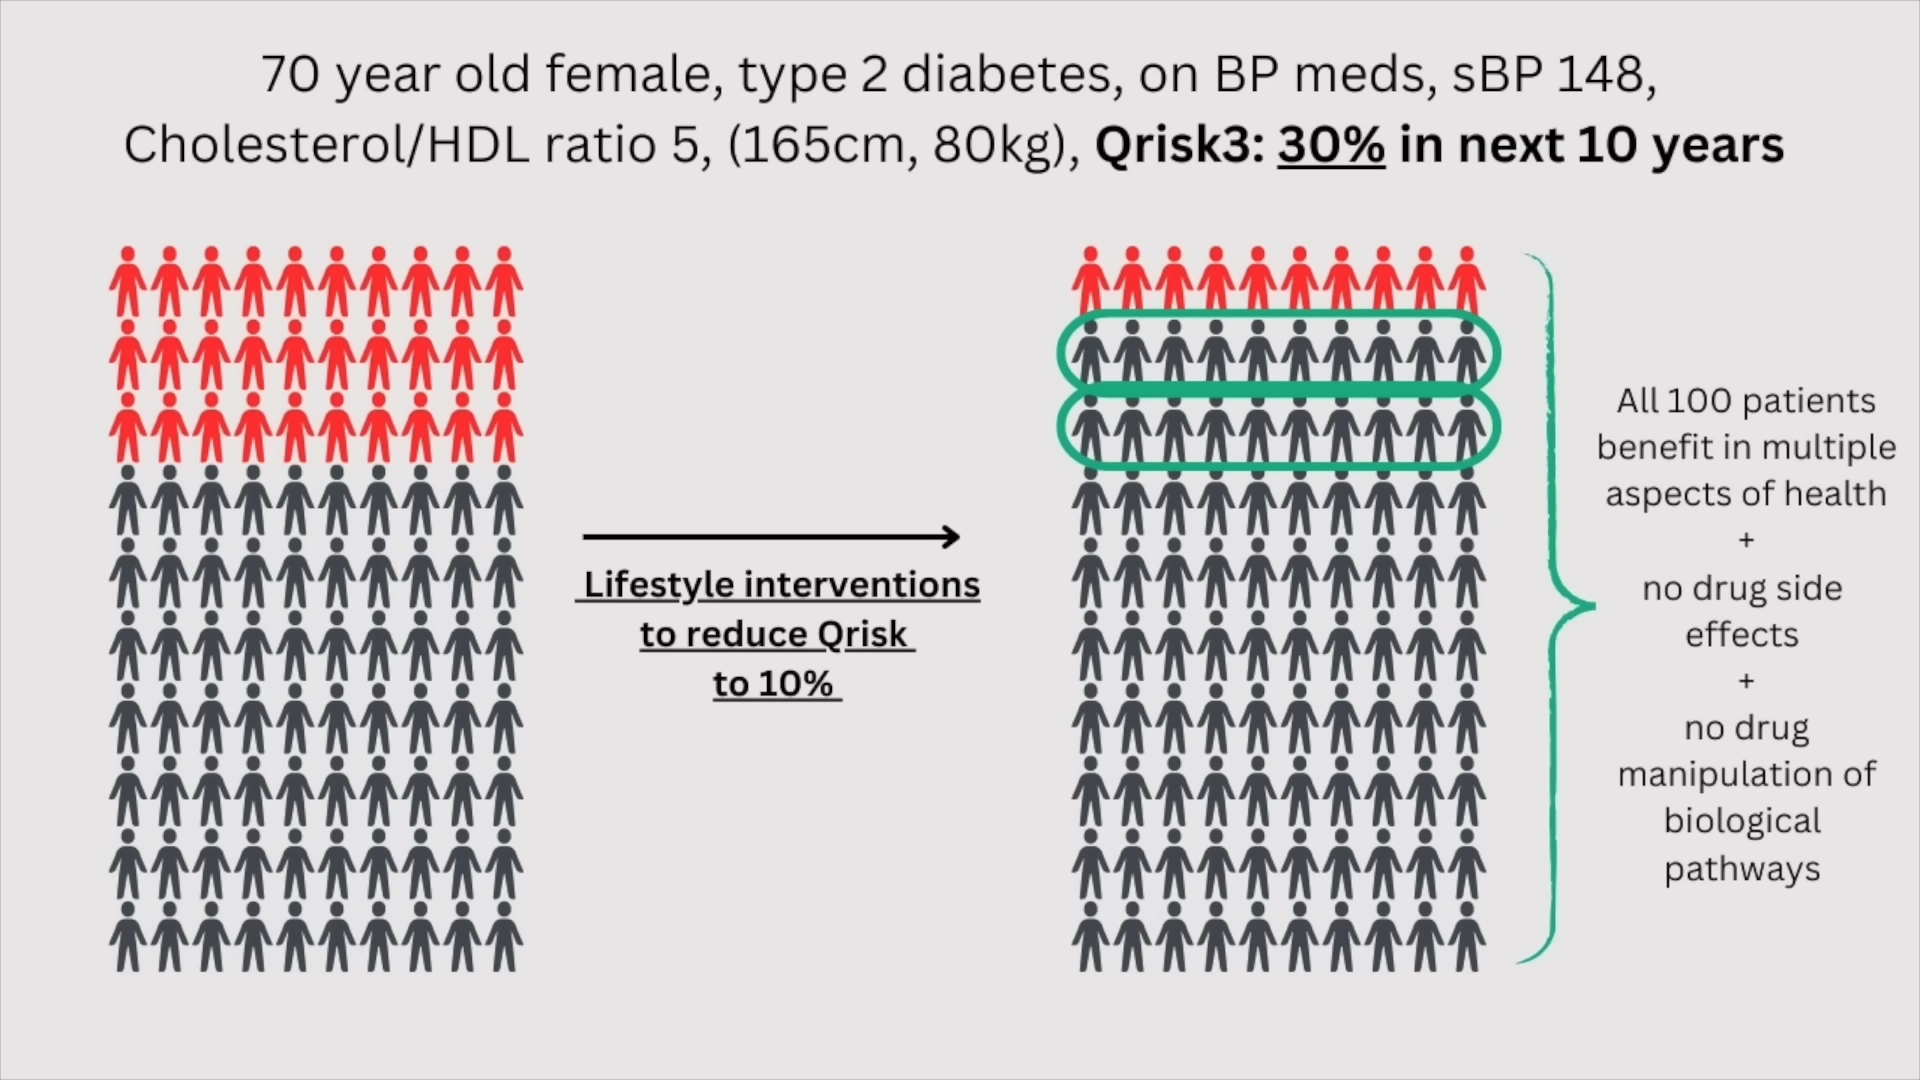 70 year old female, type 2 diabetes, on BP meds, sBP 148,
Cholesterol/HDL ratio 5, (165cm, 80kg), Qrisk3: 30% in next 10 years
Lifestyle interventions
to reduce Qrisk
to 10%
All 100 patients
benefit in multiple
aspects of health
+
no drug side
effects
+
no drug
manipulation of
biological
pathways